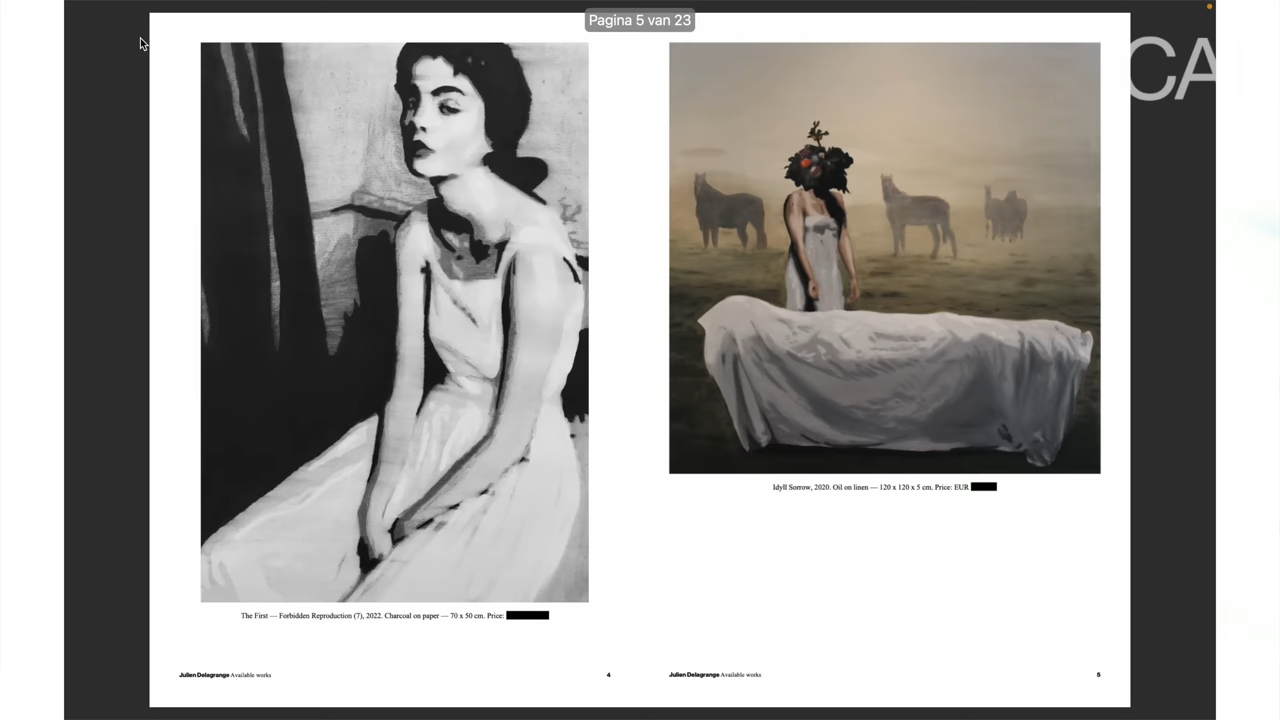 Pagina 5 van 23
CA
The First — Forbidden Reproduction (7), 2022. Charcoal on paper — 70 x 50 cm. Price:
Idyll Sorrow, 2020. Oil on linen — 120 x 120 x 5 cm. Price: EUR
Julien Delagrange Available works
4
Julien Delagrange Available works
5